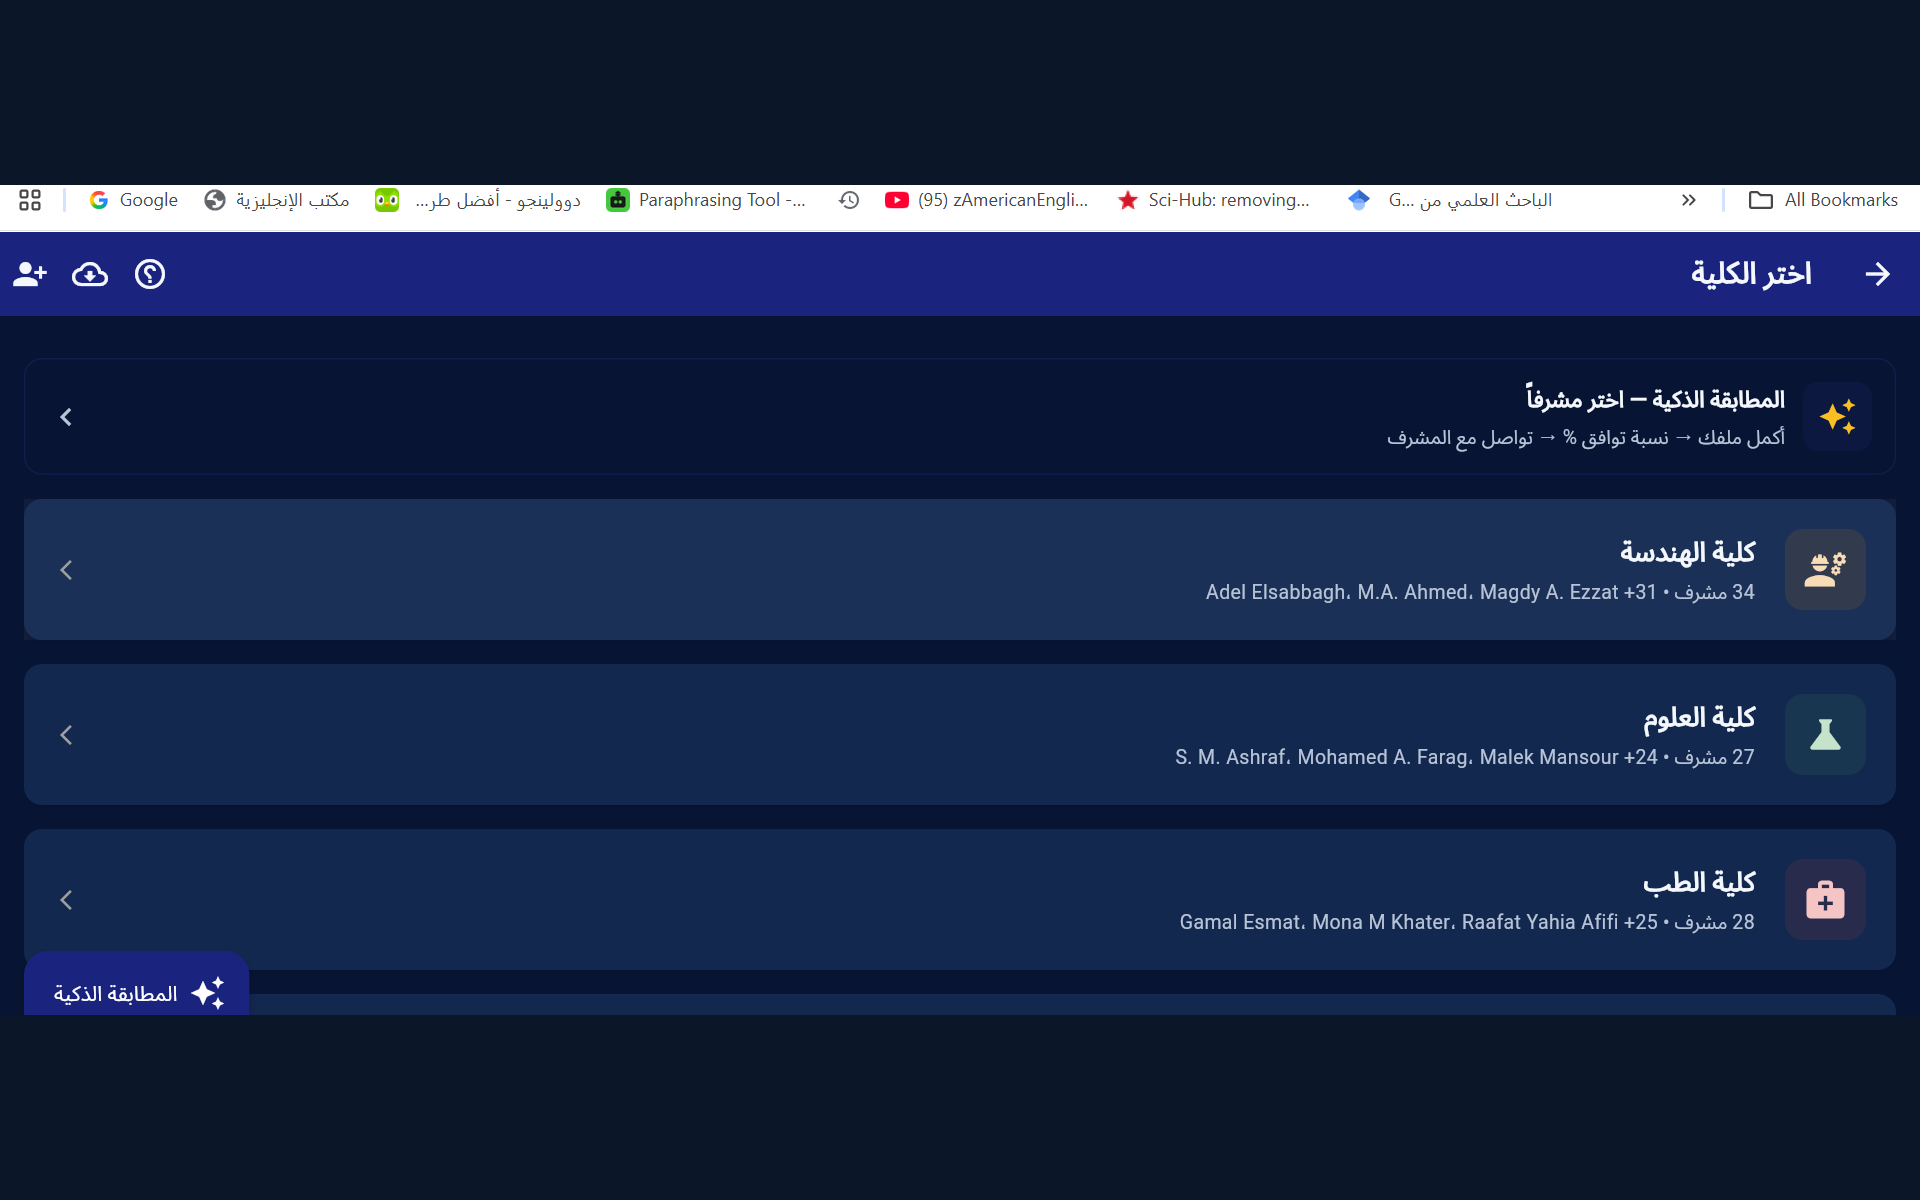 Google
مكتب الإنجليزية
دوولينجو - أفضل طر...
Paraphrasing Tool -...
(95) zAmericanEngli...
Sci-Hub: removing...
الباحث العلمي من G...
All Bookmarks
اختر الكلية
المطابقة الذكية — اختر مشرفاً
أكمل ملفك → نسبة توافق % → تواصل مع المشرف
كلية الهندسة
34 مشرف • Adel Elsabbagh، M.A. Ahmed، Magdy A. Ezzat +31
كلية العلوم
27 مشرف • S. M. Ashraf، Mohamed A. Farag، Malek Mansour +24
كلية الطب
28 مشرف • Gamal Esmat، Mona M Khater، Raafat Yahia Afifi +25
المطابقة الذكية